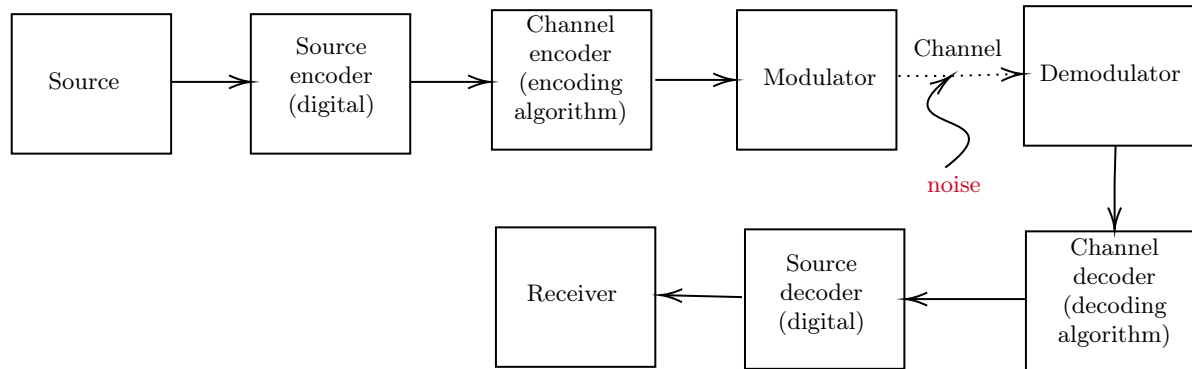 Source
Source
encoder
(digital)
Channel
encoder
(encoding
algorithm)
Modulator
Channel
noise
Demodulator
Channel
decoder
(decoding
algorithm)
Source
decoder
(digital)
Receiver